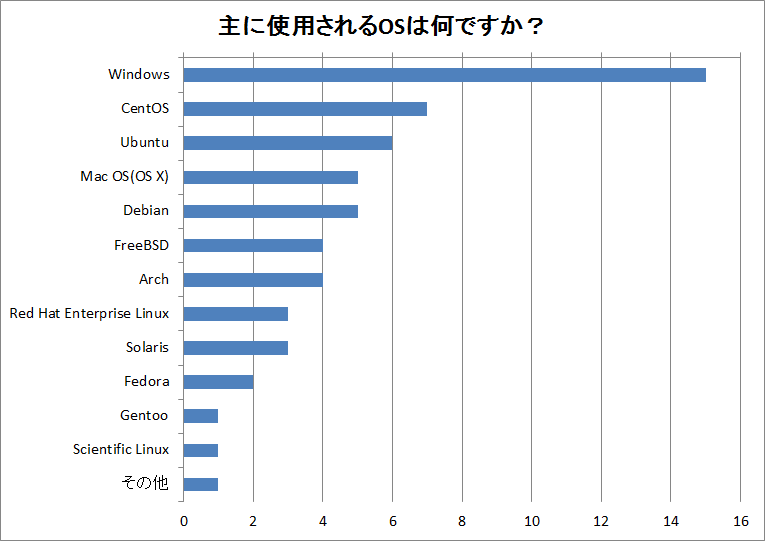 主に使用されるOSは何ですか？
Windows
CentOS
Ubuntu
Mac OS(OS X)
Debian
FreeBSD
Arch
Red Hat Enterprise Linux
Solaris
Fedora
Gentoo
Scientific Linux
その他
0 2 4 6 8 10 12 14 16